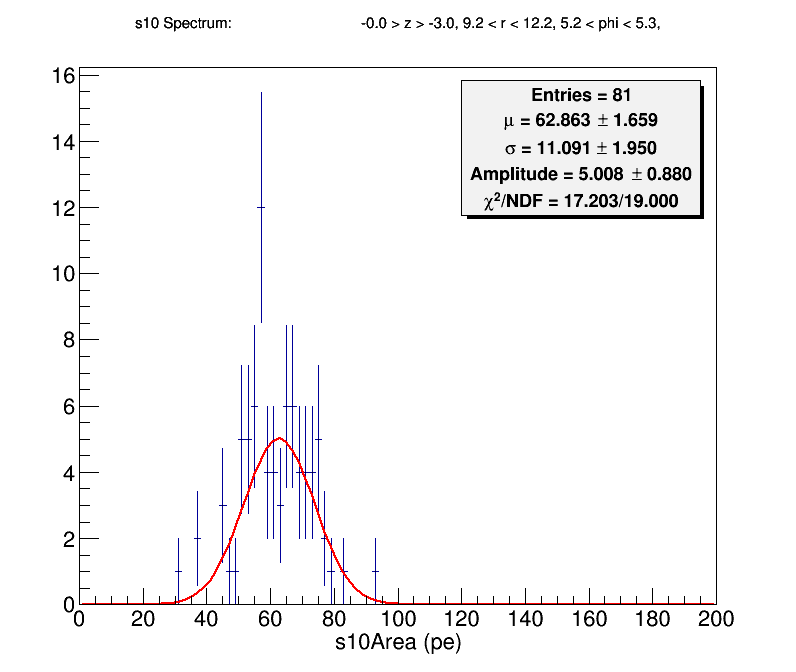 s10 Spectrum: -0.0 > z > -3.0, 9.2 < r < 12.2, 5.2 < phi < 5.3,
Entries = 81
μ = 62.863 ± 1.659
σ = 11.091 ± 1.950
Amplitude = 5.008 ± 0.880
χ²/NDF = 17.203/19.000
16
14
12
10
8
6
4
2
0
0 20 40 60 80 100 120 140 160 180 200
s10Area (pe)